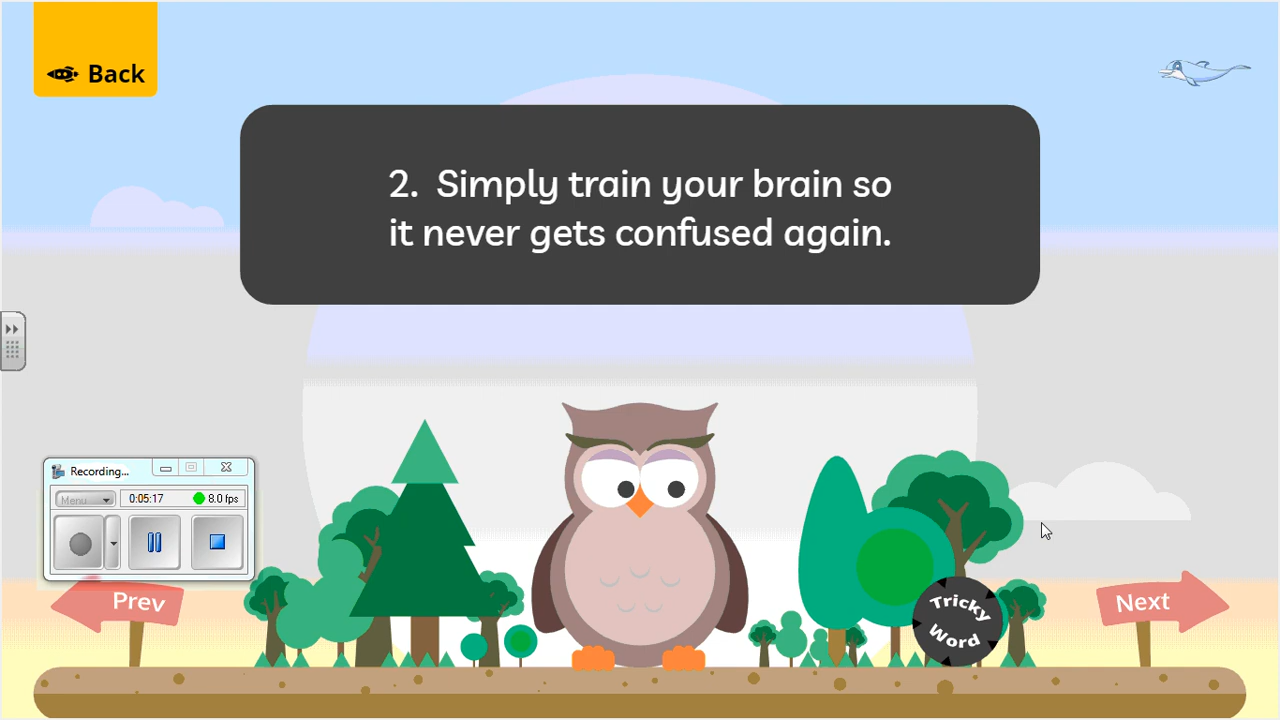 Back
2. Simply train your brain so
it never gets confused again.
Recording...
Menu
0:05:17
8.0 fps
Prev
Next
Tricky
Word